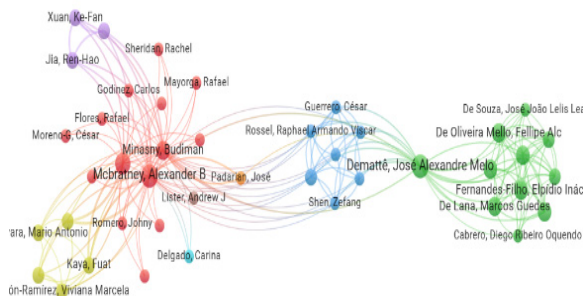 Xuan, Ke-Fan
Sheridan, Rachel
Jia, Ren-Hao
Godinez, Carlos
Mayorga, Rafael
De Souza, José João Lelis Lea
Guerrero, César
Flores, Rafael
Rossel, Raphael Armando Viscar
De Oliveira Mello, Fellipe Alc
Moreno-G, César
Minasny, Budiman
Demattê, José Alexandre Melo
Mcbratney, Alexander B
Padarian, José
Fernandes-Filho, Elpídio Inác
Lister, Andrew J
Shen, Zefang
De Lana, Marcos Guedes
ara, Mario Antonio
Romero, Johny
Cabrero, Diego Ribeiro Oquendo
Delgado, Carina
Kaya, Fuat
ón-Ramírez, Viviana Marcela